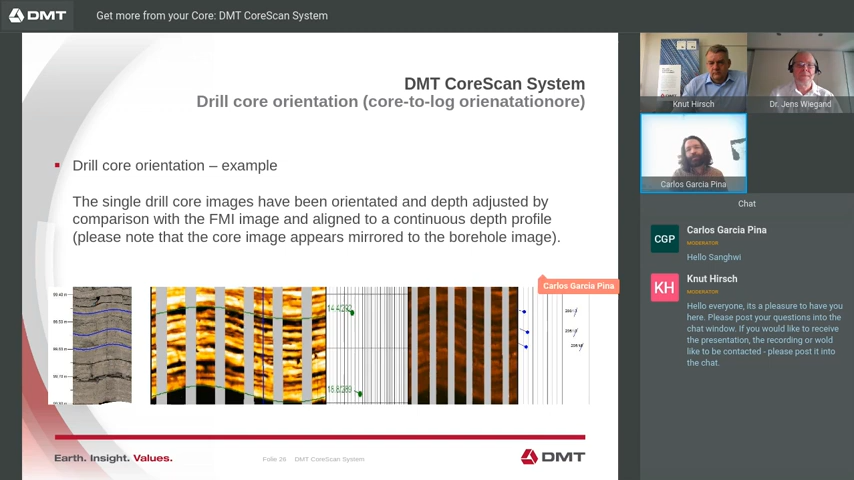 DMT
Get more from your Core: DMT CoreScan System
DMT CoreScan System
Drill core orientation (core-to-log orienatationore)
Drill core orientation – example
The single drill core images have been orientated and depth adjusted by
comparison with the FMI image and aligned to a continuous depth profile
(please note that the core image appears mirrored to the borehole image).
Carlos Garcia Pina
Earth. Insight. Values.
Folie 26 DMT CoreScan System
DMT
Knut Hirsch
Dr. Jens Wiegand
Carlos Garcia Pina
Chat
CGP
Carlos Garcia Pina
MODERATOR
Hello Sanghwi
KH
Knut Hirsch
MODERATOR
Hello everyone, its a pleasure to have you
here. Please post your questions into the
chat window. If you would like to receive
the presentation, the recording or wold
like to be contacted - please post it into
the chat.